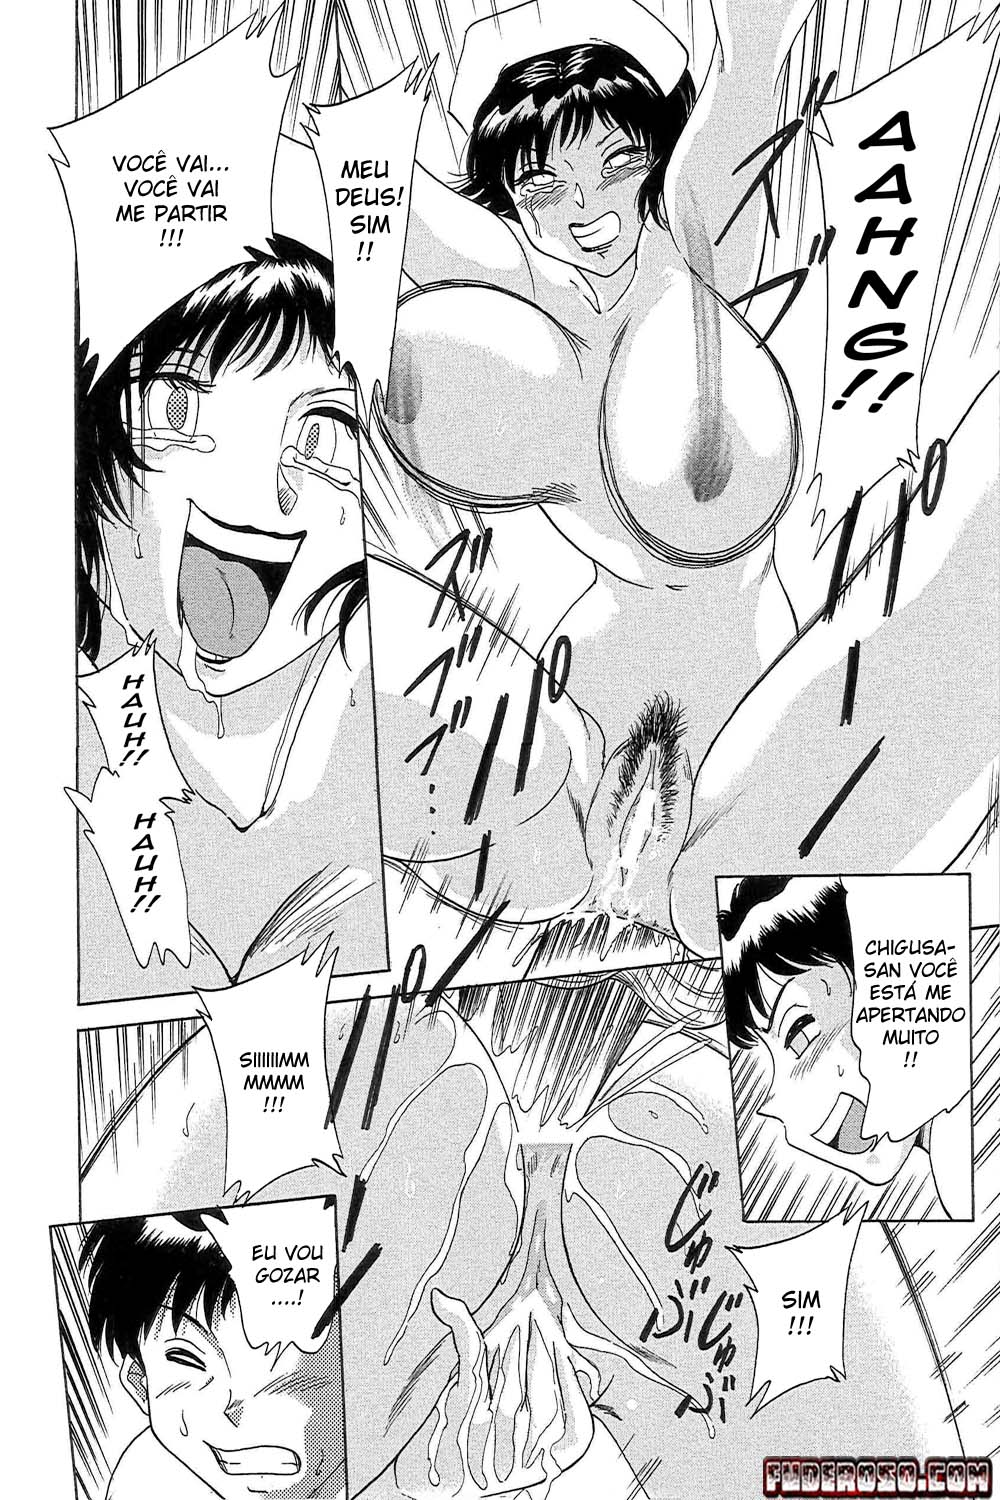 AAHNG!!
MEU
DEUS!
SIM
!!
VOCÊ VAI...
VOCÊ VAI
ME PARTIR
!!!
HAUH!!
HAUH!!
CHIGUSA-
SAN VOCÊ
ESTÁ ME
APERTANDO
MUITO
!!
SIIIIIIMM
MMMMM
!!!
SIM
!!!
EU VOU
GOZAR
....!
FUDEROSO.COM